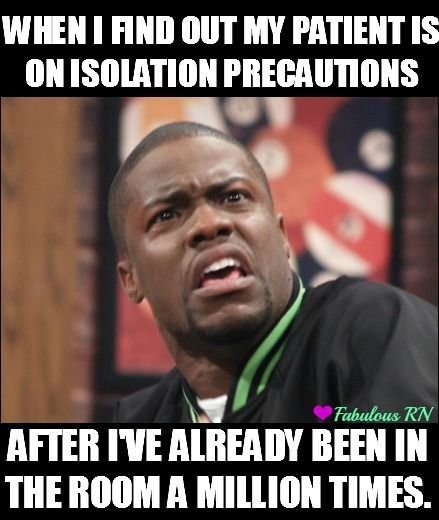 WHEN I FIND OUT MY PATIENT IS
ON ISOLATION PRECAUTIONS
Fabulous RN
AFTER I'VE ALREADY BEEN IN
THE ROOM A MILLION TIMES.